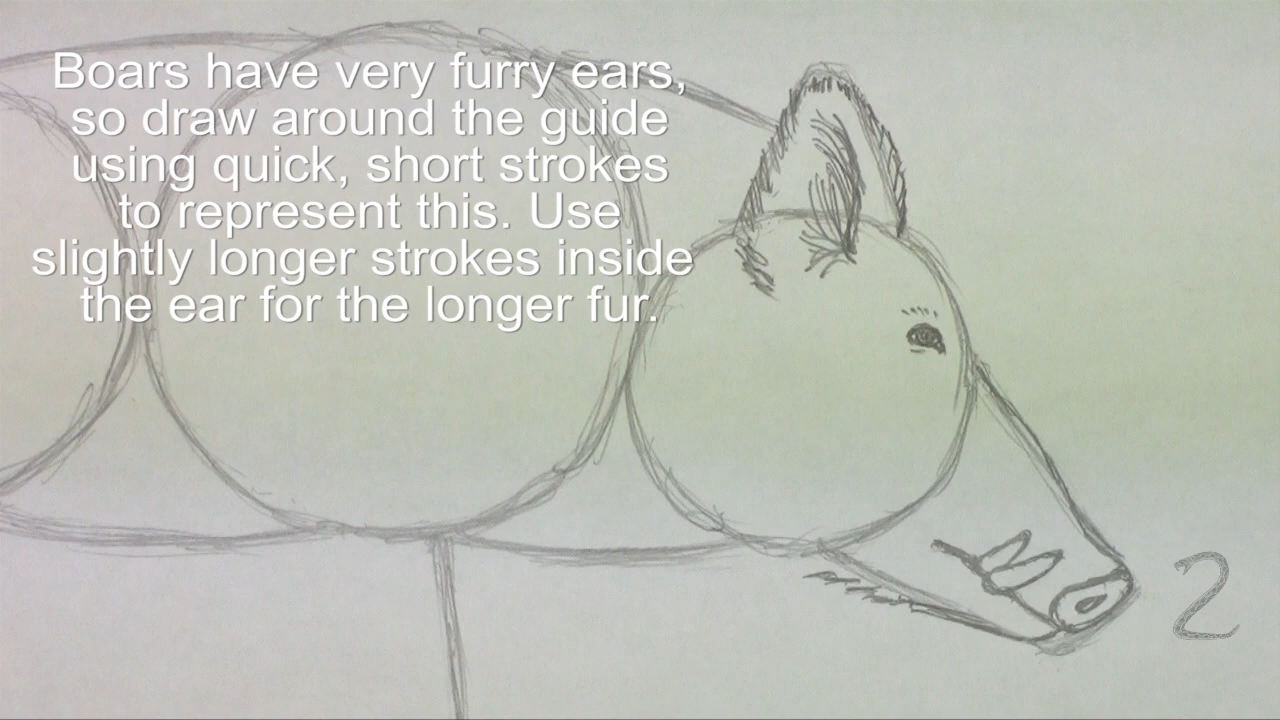 Boars have very furry ears,
so draw around the guide
using quick, short strokes
to represent this. Use
slightly longer strokes inside
the ear for the longer fur.
2